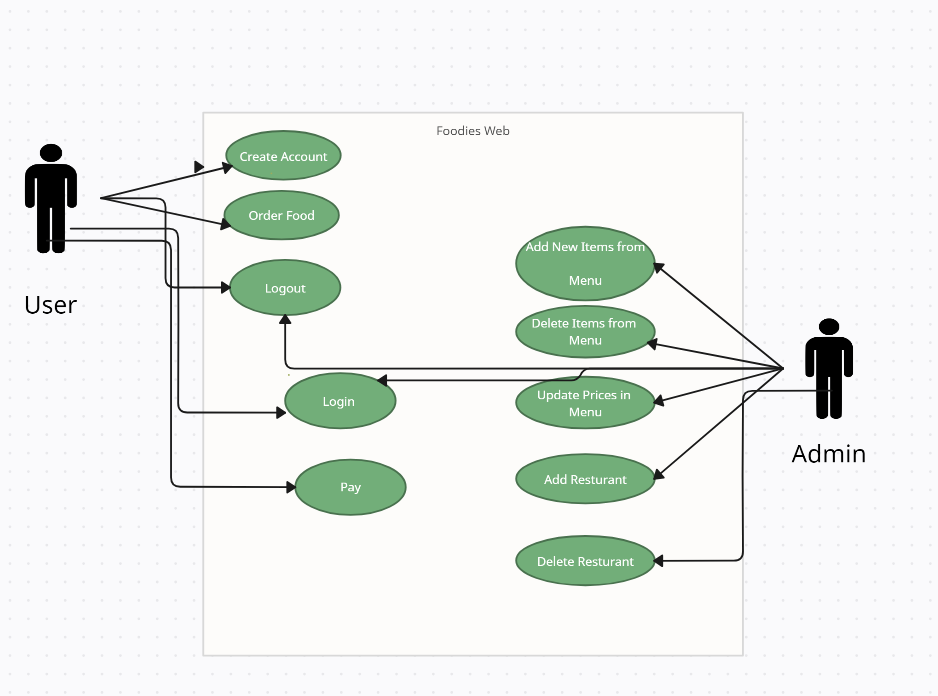 Foodies Web
Create Account
Order Food
Logout
Login
Pay
Add New Items from
Menu
Delete Items from
Menu
Update Prices in
Menu
Add Resturant
Delete Resturant
User
Admin